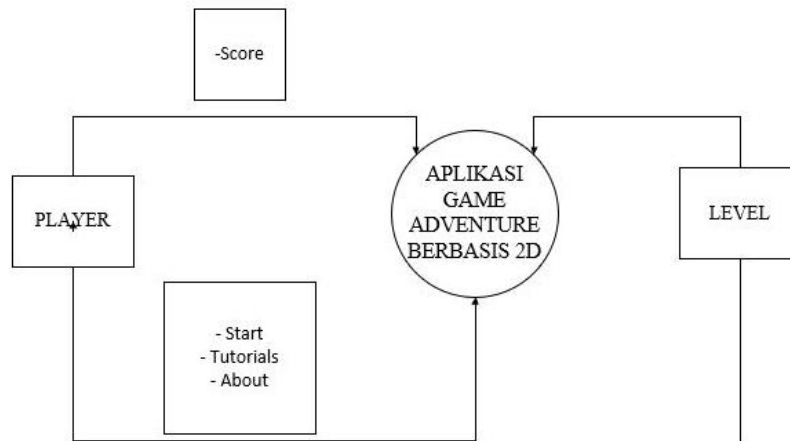 -Score
PLAYER
APLIKASI
GAME
ADVENTURE
BERBASIS 2D
LEVEL
- Start
- Tutorials
- About